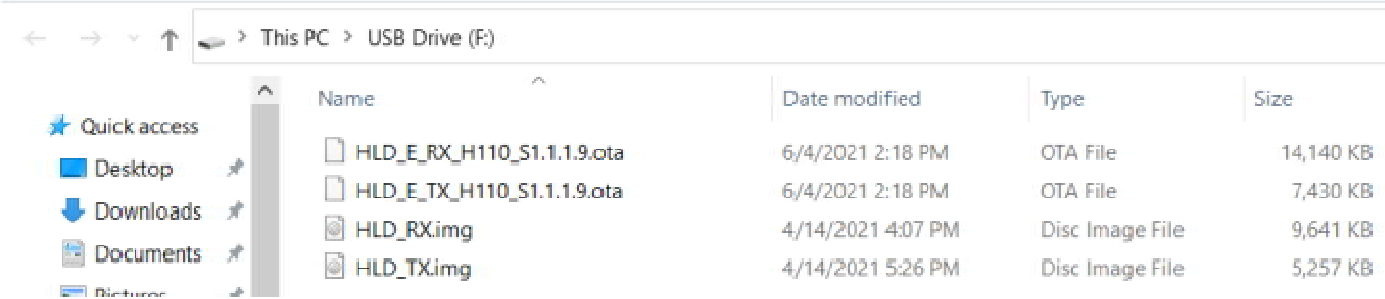 This PC > USB Drive (F:)
Name Date modified Type Size
Quick access
HLD_E_RX_H110_S1.1.1.9.ota 6/4/2021 2:18 PM OTA File 14,140 KB
Desktop
HLD_E_TX_H110_S1.1.1.9.ota 6/4/2021 2:18 PM OTA File 7,430 KB
Downloads
HLD_RX.img 4/14/2021 4:07 PM Disc Image File 9,641 KB
Documents
HLD_TX.img 4/14/2021 5:26 PM Disc Image File 5,257 KB
Pictures